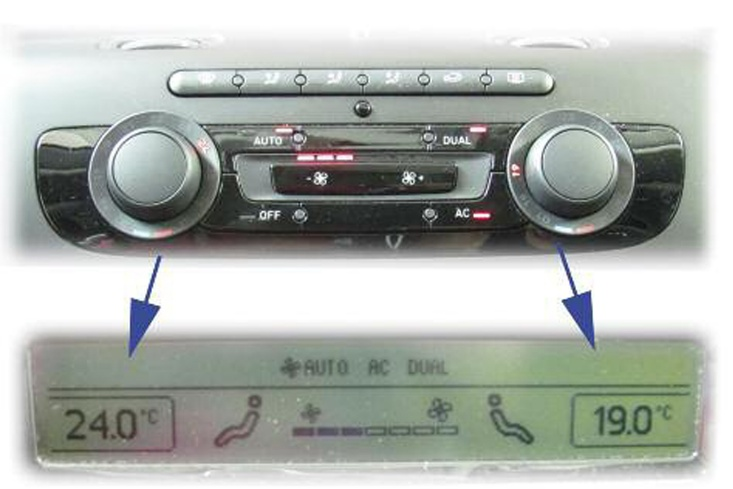 AUTO DUAL
- +
OFF AC
AUTO AC DUAL
24.0°C 19.0°C